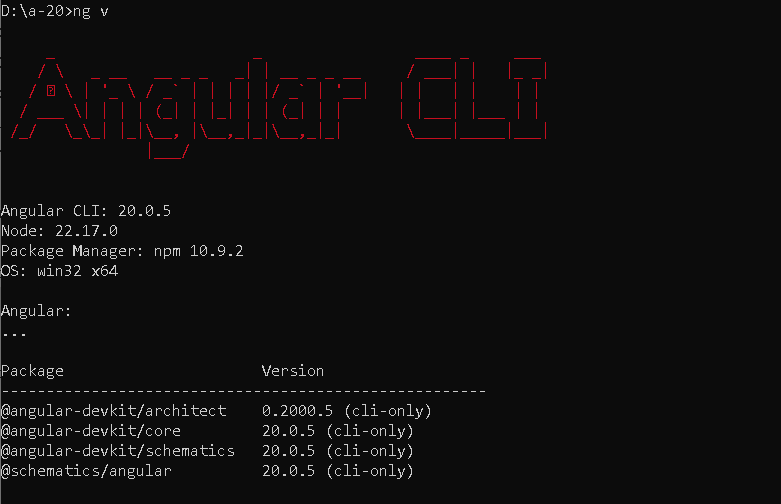 D:\a-20>ng v
Angular CLI
Angular CLI: 20.0.5
Node: 22.17.0
Package Manager: npm 10.9.2
OS: win32 x64
Angular:
...
Package Version
------------------------------------------------------
@angular-devkit/architect 0.2000.5 (cli-only)
@angular-devkit/core 20.0.5 (cli-only)
@angular-devkit/schematics 20.0.5 (cli-only)
@schematics/angular 20.0.5 (cli-only)